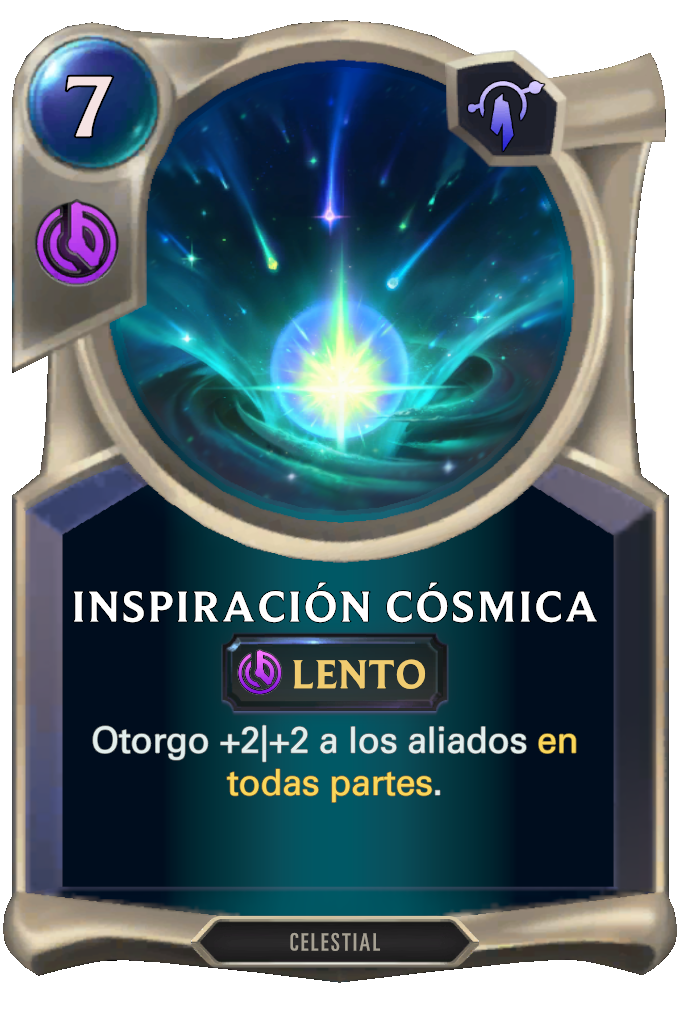 7
INSPIRACIÓN CÓSMICA
LENTO
Otorgo +2|+2 a los aliados en
todas partes.
CELESTIAL